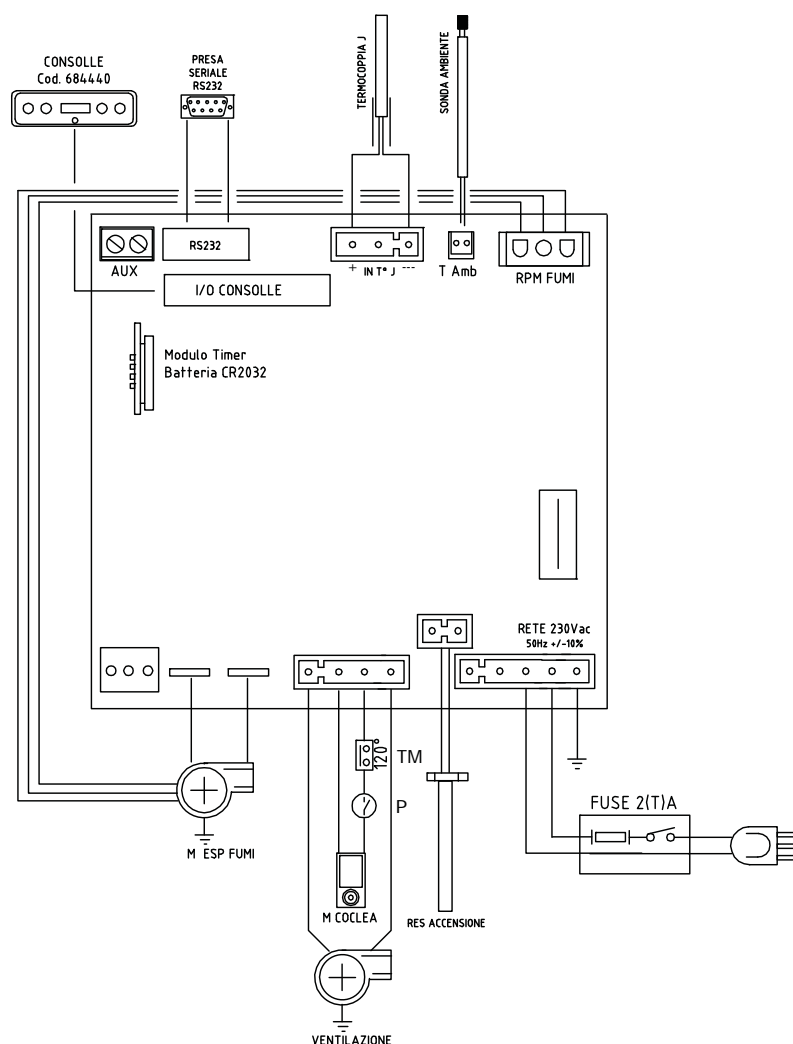 CONSOLLE
Cod. 684440
PRESA
SERIALE
RS232
TERMOCOPPIA J
SONDA AMBIENTE
AUX
RS232
+ IN T° J ---
T Amb
RPM FUMI
I/O CONSOLLE
Modulo Timer
Batteria CR2032
RETE 230Vac
50Hz +/-10%
120°
TM
P
FUSE 2(T)A
M ESP FUMI
M COCLEA
RES ACCENSIONE
VENTILAZIONE